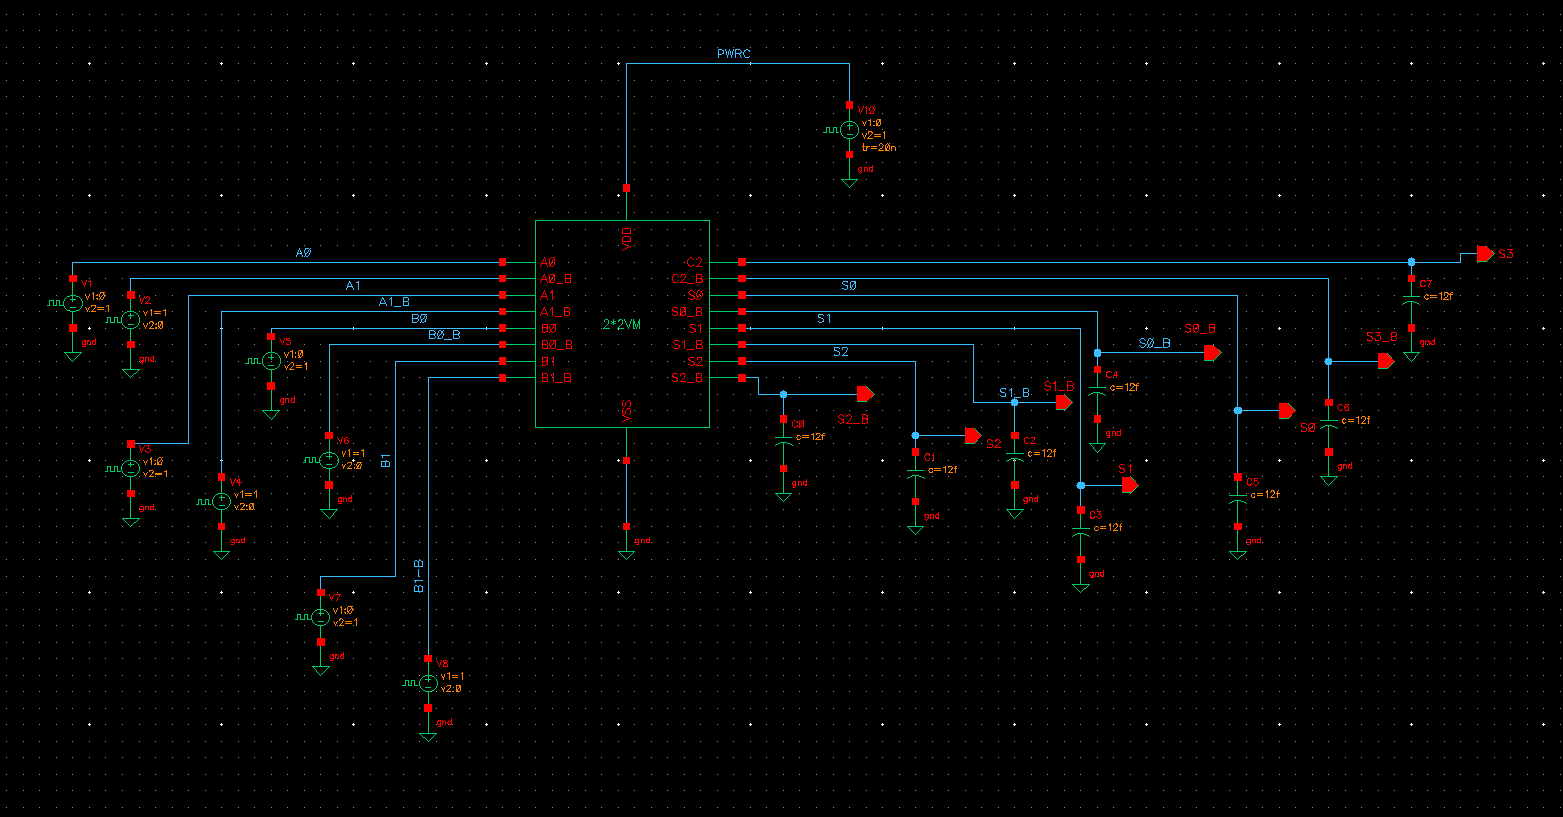 PWRC
V10
v1:0
v2=1
tr=20n
gnd
A0
V1
v1:0
v2=1
gnd
V2
v1=1
v2:0
gnd
A1
A1_B
B0
B0_B
V5
v1:0
v2=1
gnd
V3
v1:0
v2=1
gnd
V4
v1=1
v2:0
gnd
V6
v1=1
v2:0
gnd
B1
V7
v1:0
v2=1
gnd
B1-B
V8
v1=1
v2:0
gnd
VDD
A0
A0_B
A1
A1_B
B0
B0_B
B1
B1_B
2*2VM
C2
C2_B
S0
S0_B
S1
S1_B
S2
S2_B
VSS
gnd
S0
S1
S2
S2_B
C0
c=12f
gnd
S2
C1
c=12f
gnd
S1_B
S1_B
C2
c=12f
gnd
S0_B
S0_B
C4
c=12f
gnd
S1
C3
c=12f
gnd
S0
C5
c=12f
gnd
S3_B
C6
c=12f
gnd
S3
C7
c=12f
gnd